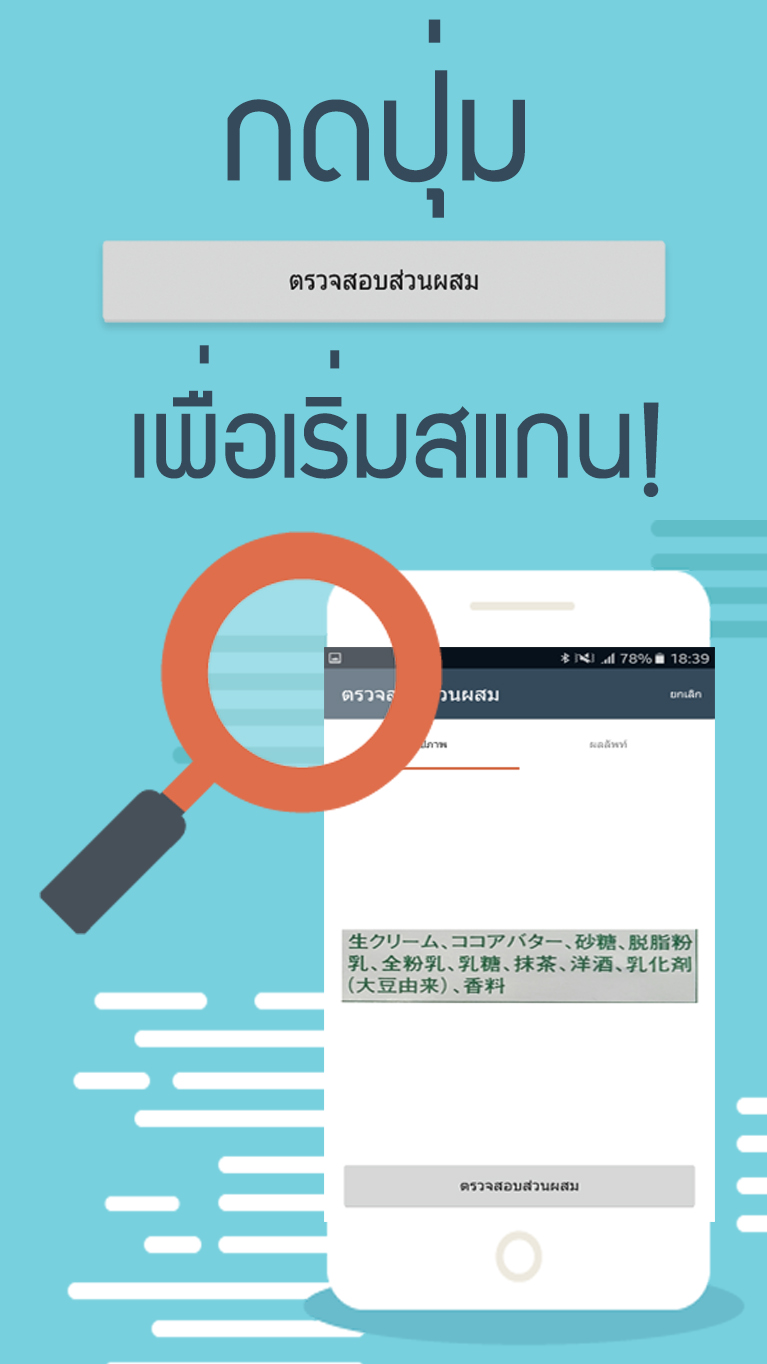 กดปุ่ม
ตรวจสอบส่วนผสม
เพื่อเริ่มสแกน!
78% 18:39
ตรวจสอบส่วนผสม ยกเลิก
ผลลัพท์
生クリーム、ココアバター、砂糖、脱脂粉
乳、全粉乳、乳糖、抹茶、洋酒、乳化剤
(大豆由来)、香料
ตรวจสอบส่วนผสม